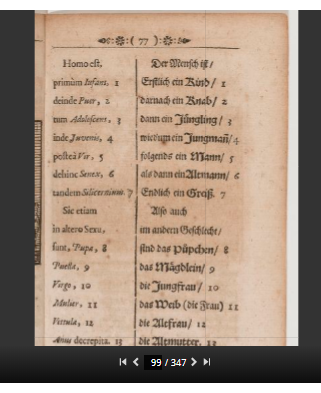 ( 77 )
Homo est,
primùm Infans, 1
deinde Puer, 2
tum Adolescens, 3
inde Juvenis, 4
posteà Vir, 5
dehinc Senex, 6
tandem Silicernium. 7
Sic etiam
in altero Sexu,
sunt, Pupa, 8
Puella, 9
Virgo, 10
Mulier, 11
Vetula, 12
Anus decrepita. 13
Der Mensch ist /
Erstlich ein Kind / 1
darnach ein Knab / 2
dann ein Jüngling / 3
wiedum ein Jungmañ / 4
folgends ein Mann / 5
als dann ein Altmann / 6
Endlich ein Greiß. 7
Also auch
im andern Geschlecht /
sind das Püpchen / 8
das Mägdlein / 9
die Jungfrau / 10
das Weib (die Frau) 11
die Altfrau / 12
die Altmutter. 13
99 / 347